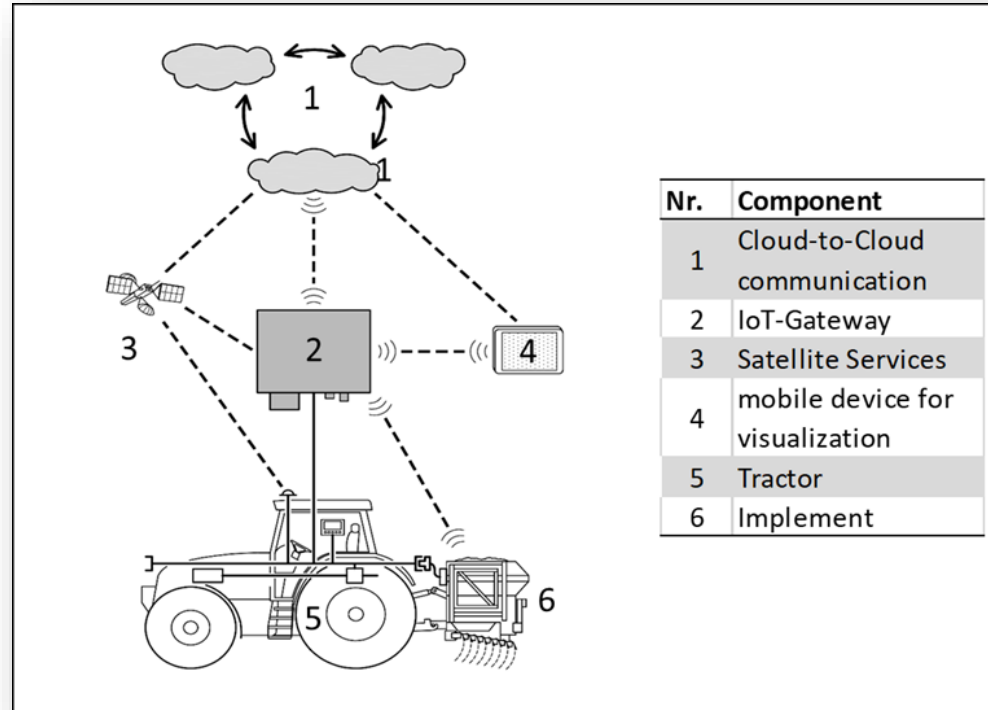 1
1
2
3
4
5
6
Nr. Component
1 Cloud-to-Cloud
communication
2 IoT-Gateway
3 Satellite Services
4 mobile device for
visualization
5 Tractor
6 Implement